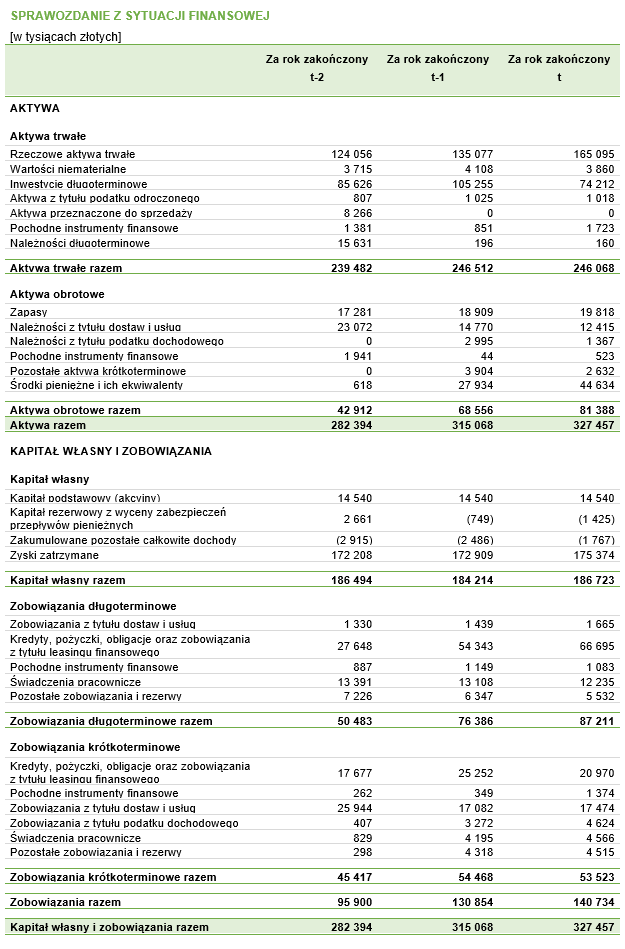 SPRAWOZDANIE Z SYTUACJI FINANSOWEJ
[w tysiącach złotych]
Za rok zakończony t-2 Za rok zakończony t-1 Za rok zakończony t
AKTYWA
Aktywa trwałe
Rzeczowe aktywa trwałe 124 056 135 077 165 095
Wartości niematerialne 3 715 4 108 3 860
Inwestycje długoterminowe 85 626 105 255 74 212
Aktywa z tytułu podatku odroczonego 807 1 025 1 018
Aktywa przeznaczone do sprzedaży 8 266 0 0
Pochodne instrumenty finansowe 1 381 851 1 723
Należności długoterminowe 15 631 196 160
Aktywa trwałe razem 239 482 246 512 246 068
Aktywa obrotowe
Zapasy 17 281 18 909 19 818
Należności z tytułu dostaw i usług 23 072 14 770 12 415
Należności z tytułu podatku dochodowego 0 2 995 1 367
Pochodne instrumenty finansowe 1 941 44 523
Pozostałe aktywa krótkoterminowe 0 3 904 2 632
Środki pieniężne i ich ekwiwalenty 618 27 934 44 634
Aktywa obrotowe razem 42 912 68 556 81 388
Aktywa razem 282 394 315 068 327 457
KAPITAŁ WŁASNY I ZOBOWIĄZANIA
Kapitał własny
Kapitał podstawowy (akcyjny) 14 540 14 540 14 540
Kapitał rezerwowy z wyceny zabezpieczeń
przepływów pieniężnych 2 661 (749) (1 425)
Zakumulowane pozostałe całkowite dochody (2 915) (2 486) (1 767)
Zyski zatrzymane 172 208 172 909 175 374
Kapitał własny razem 186 494 184 214 186 723
Zobowiązania długoterminowe
Zobowiązania z tytułu dostaw i usług 1 330 1 439 1 665
Kredyty, pożyczki, obligacje oraz zobowiązania
z tytułu leasingu finansowego 27 648 54 343 66 695
Pochodne instrumenty finansowe 887 1 149 1 083
Świadczenia pracownicze 13 391 13 108 12 235
Pozostałe zobowiązania i rezerwy 7 226 6 347 5 532
Zobowiązania długoterminowe razem 50 483 76 386 87 211
Zobowiązania krótkoterminowe
Kredyty, pożyczki, obligacje oraz zobowiązania
z tytułu leasingu finansowego 17 677 25 252 20 970
Pochodne instrumenty finansowe 262 349 1 374
Zobowiązania z tytułu dostaw i usług 25 944 17 082 17 474
Zobowiązania z tytułu podatku dochodowego 407 3 272 4 624
Świadczenia pracownicze 829 4 195 4 566
Pozostałe zobowiązania i rezerwy 298 4 318 4 515
Zobowiązania krótkoterminowe razem 45 417 54 468 53 523
Zobowiązania razem 95 900 130 854 140 734
Kapitał własny i zobowiązania razem 282 394 315 068 327 457